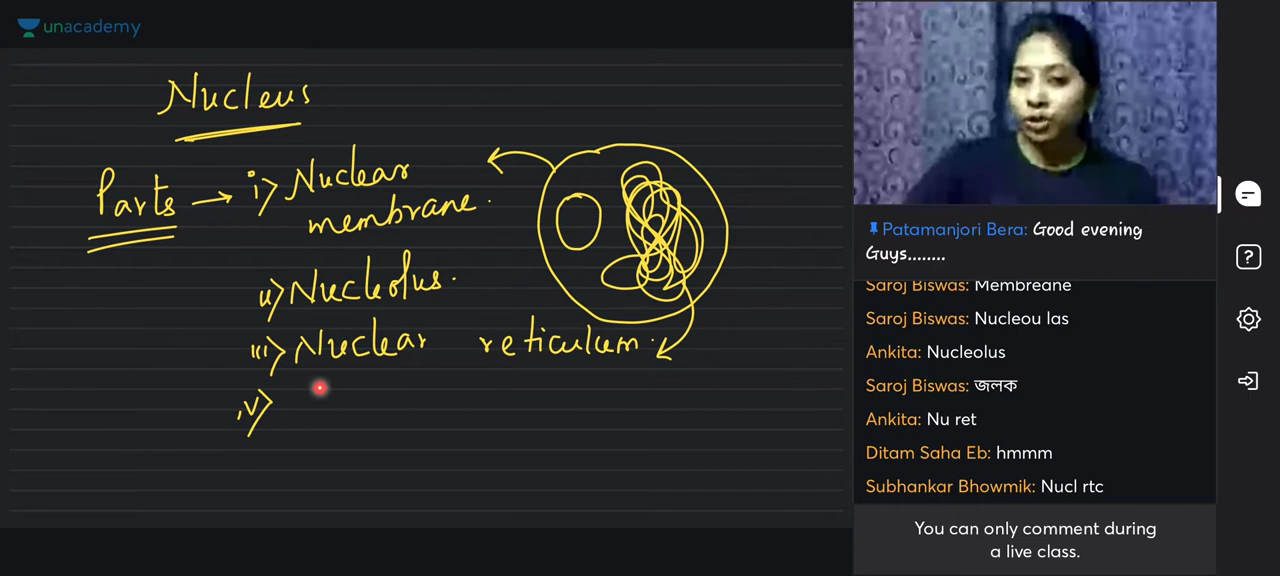 unacademy
Nucleus
Parts → i> Nuclear
membrane.
ii> Nucleolus.
iii> Nuclear reticulum.
iv>
Patamanjori Bera: Good evening
Guys........
Saroj Biswas: Membreane
Saroj Biswas: Nucleou las
Ankita: Nucleolus
Saroj Biswas: জলক
Ankita: Nu ret
Ditam Saha Eb: hmmm
Subhankar Bhowmik: Nucl rtc
You can only comment during
a live class.